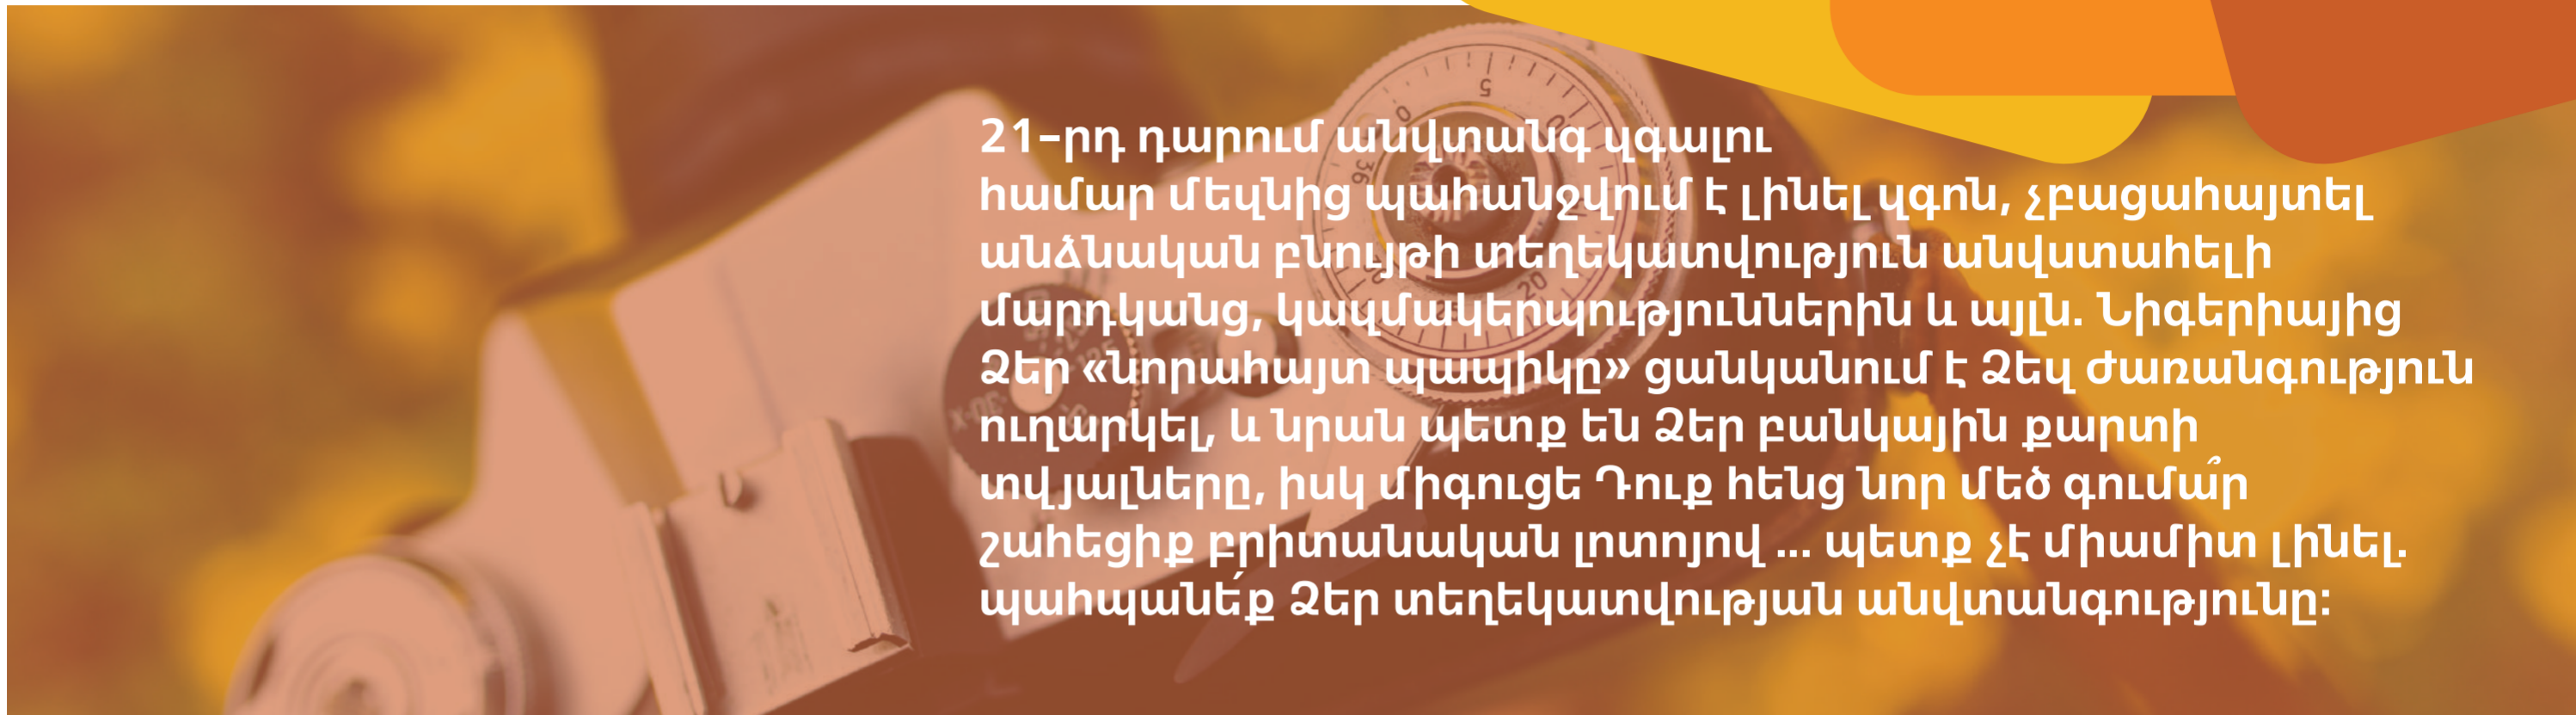 21-րդ դարում անվտանգ զգալու
համար մեզնից պահանջվում է լինել զգոն, չբացահայտել
անձնական բնույթի տեղեկատվություն անվստահելի
մարդկանց, կազմակերպություններին և այլն. Նիգերիայից
Ձեր «նորահայտ պապիկը» ցանկանում է Ձեզ ժառանգություն
ուղարկել, և նրան պետք են Ձեր բանկային քարտի
տվյալները, իսկ միգուցե Դուք հենց նոր մեծ գումա՞ր
շահեցիք բրիտանական լոտոյով ... պետք չէ միամիտ լինել.
պահպանե՛ք Ձեր տեղեկատվության անվտանգությունը: